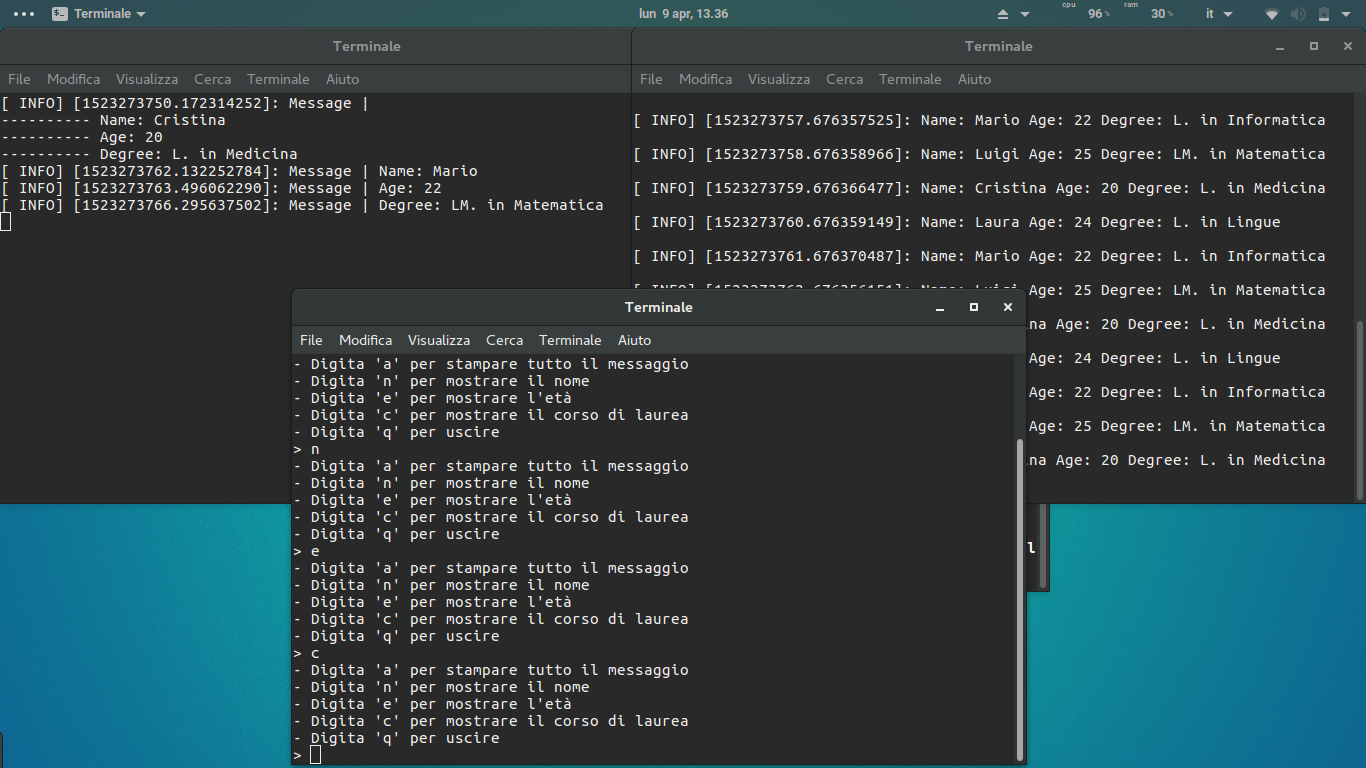 Terminale
lun 9 apr, 13.36
cpu 96%
ram 30%
it
Terminale
File Modifica Visualizza Cerca Terminale Aiuto
[ INFO] [1523273750.172314252]: Message |
---------- Name: Cristina
---------- Age: 20
---------- Degree: L. in Medicina
[ INFO] [1523273762.132252784]: Message | Name: Mario
[ INFO] [1523273763.496062290]: Message | Age: 22
[ INFO] [1523273766.295637502]: Message | Degree: LM. in Matematica
Terminale
File Modifica Visualizza Cerca Terminale Aiuto
[ INFO] [1523273757.676357525]: Name: Mario Age: 22 Degree: L. in Informatica
[ INFO] [1523273758.676358966]: Name: Luigi Age: 25 Degree: LM. in Matematica
[ INFO] [1523273759.676366477]: Name: Cristina Age: 20 Degree: L. in Medicina
[ INFO] [1523273760.676359149]: Name: Laura Age: 24 Degree: L. in Lingue
[ INFO] [1523273761.676370487]: Name: Mario Age: 22 Degree: L. in Informatica
Age: 25 Degree: LM. in Matematica
na Age: 20 Degree: L. in Medicina
Age: 24 Degree: L. in Lingue
Age: 22 Degree: L. in Informatica
Age: 25 Degree: LM. in Matematica
na Age: 20 Degree: L. in Medicina
l
Terminale
File Modifica Visualizza Cerca Terminale Aiuto
- Digita 'a' per stampare tutto il messaggio
- Digita 'n' per mostrare il nome
- Digita 'e' per mostrare l'età
- Digita 'c' per mostrare il corso di laurea
- Digita 'q' per uscire
> n
- Digita 'a' per stampare tutto il messaggio
- Digita 'n' per mostrare il nome
- Digita 'e' per mostrare l'età
- Digita 'c' per mostrare il corso di laurea
- Digita 'q' per uscire
> e
- Digita 'a' per stampare tutto il messaggio
- Digita 'n' per mostrare il nome
- Digita 'e' per mostrare l'età
- Digita 'c' per mostrare il corso di laurea
- Digita 'q' per uscire
> c
- Digita 'a' per stampare tutto il messaggio
- Digita 'n' per mostrare il nome
- Digita 'e' per mostrare l'età
- Digita 'c' per mostrare il corso di laurea
- Digita 'q' per uscire
>